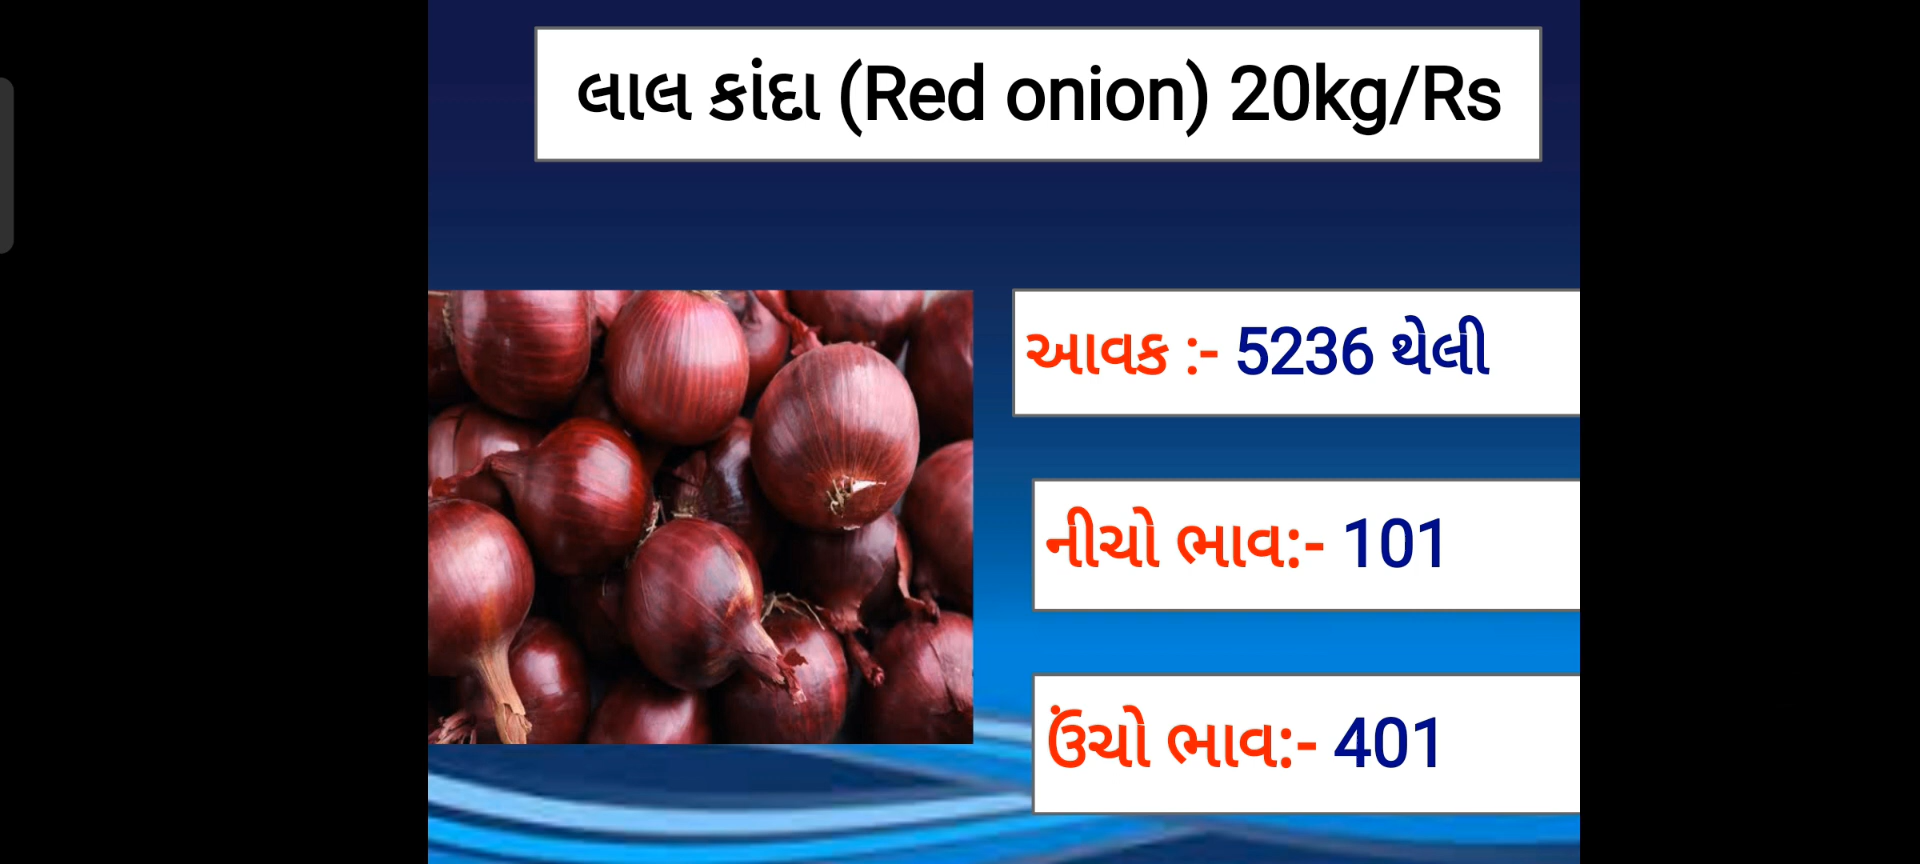 લાલ કાંદા (Red onion) 20kg/Rs
આવક :- 5236 થેલી
નીચો ભાવ:- 101
ઉંચો ભાવ:- 401